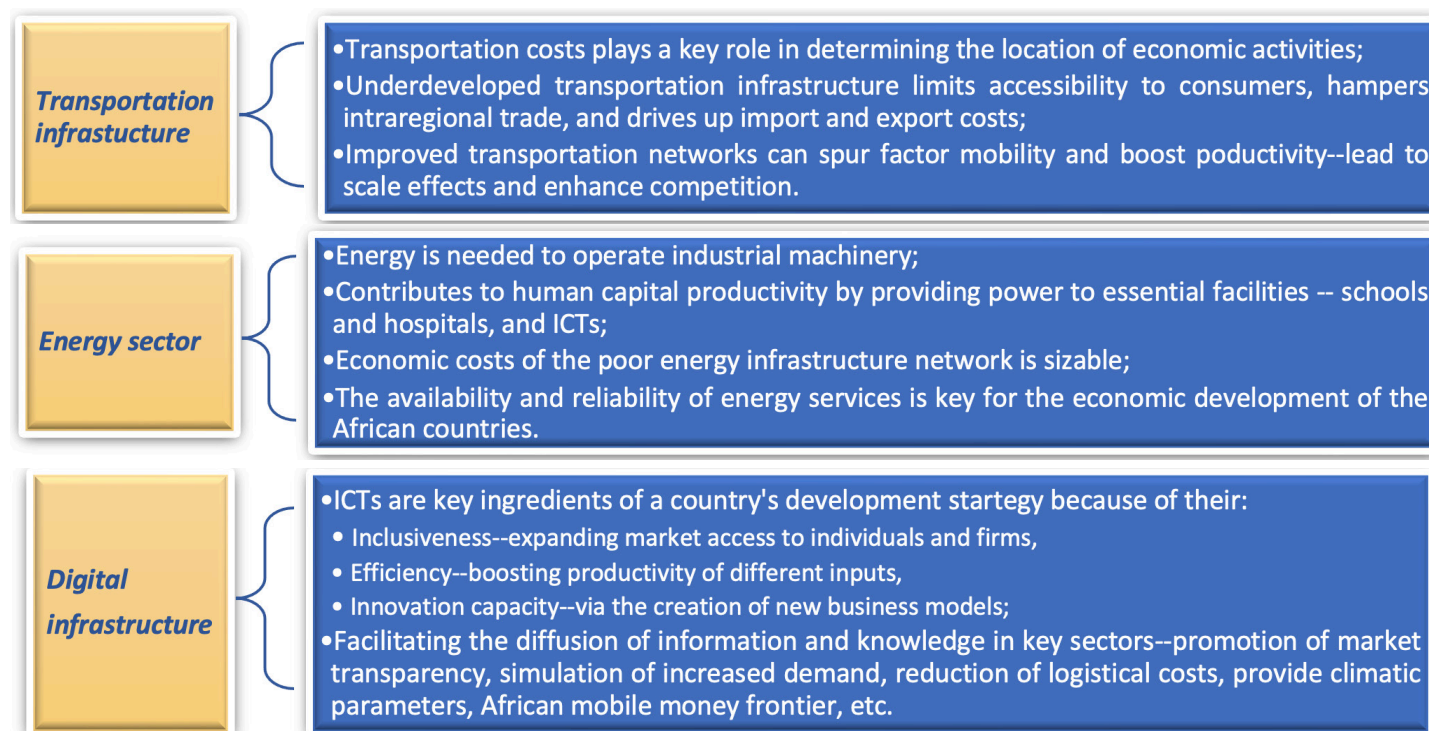 Transportation
infrastucture
•Transportation costs plays a key role in determining the location of economic activities;
•Underdeveloped transportation infrastructure limits accessibility to consumers, hampers
intraregional trade, and drives up import and export costs;
•Improved transportation networks can spur factor mobility and boost poductivity--lead to
scale effects and enhance competition.
Energy sector
•Energy is needed to operate industrial machinery;
•Contributes to human capital productivity by providing power to essential facilities -- schools
and hospitals, and ICTs;
•Economic costs of the poor energy infrastructure network is sizable;
•The availability and reliability of energy services is key for the economic development of the
African countries.
Digital
infrastructure
•ICTs are key ingredients of a country's development startegy because of their:
• Inclusiveness--expanding market access to individuals and firms,
• Efficiency--boosting productivity of different inputs,
• Innovation capacity--via the creation of new business models;
•Facilitating the diffusion of information and knowledge in key sectors--promotion of market
transparency, simulation of increased demand, reduction of logistical costs, provide climatic
parameters, African mobile money frontier, etc.